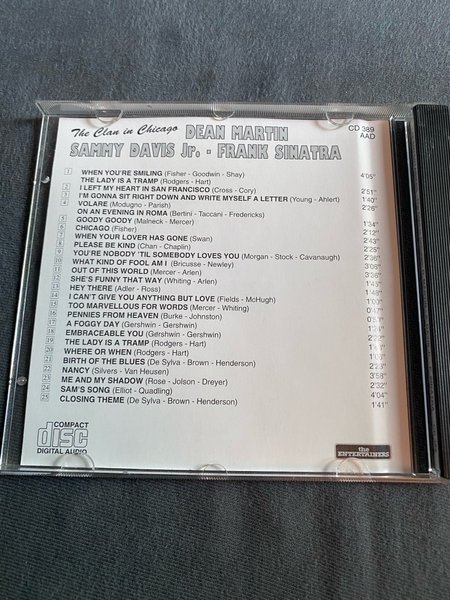 The Clan in Chicago DEAN MARTIN
CD 389
AAD
SAMMY DAVIS Jr. - FRANK SINATRA
1 WHEN YOU'RE SMILING (Fisher - Goodwin - Shay)
THE LADY IS A TRAMP (Rodgers - Hart) 4'05"
2 I LEFT MY HEART IN SAN FRANCISCO (Cross - Cory) 2'51"
3 I'M GONNA SIT RIGHT DOWN AND WRITE MYSELF A LETTER (Young - Ahlert) 1'40"
4 VOLARE (Modugno - Parish) 2'26"
ON AN EVENING IN ROMA (Bertini - Taccani - Fredericks)
5 GOODY GOODY (Malneck - Mercer) 1'34"
6 CHICAGO (Fisher) 2'12"
7 WHEN YOUR LOVER HAS GONE (Swan) 2'43"
8 PLEASE BE KIND (Chan - Chaplin) 2'25"
9 YOU'RE NOBODY 'TIL SOMEBODY LOVES YOU (Morgan - Stock - Cavanaugh) 2'36"
10 WHAT KIND OF FOOL AM I (Bricusse - Newley)
11 OUT OF THIS WORLD (Mercer - Arlen)
12 SHE'S FUNNY THAT WAY (Whiting - Arlen) 1'45"
13 HEY THERE (Adler - Ross) 1'49"
14 I CAN'T GIVE YOU ANYTHING BUT LOVE (Fields - McHugh)
15 TOO MARVELLOUS FOR WORDS (Mercer - Whiting)
16 PENNIES FROM HEAVEN (Burke - Johnston)
17 A FOGGY DAY (Gershwin - Gershwin)
18 EMBRACEABLE YOU (Gershwin - Gershwin)
19 THE LADY IS A TRAMP (Rodgers - Hart)
20 WHERE OR WHEN (Rodgers - Hart)
21 BIRTH OF THE BLUES (De Sylva - Brown - Henderson) 2'23"
22 NANCY (Silvers - Van Heusen) 3'58"
23 ME AND MY SHADOW (Rose - Jolson - Dreyer) 2'32"
24 SAM'S SONG (Elliot - Quadling) 4'04"
25 CLOSING THEME (De Sylva - Brown - Henderson) 1'41"
COMPACT
disc
DIGITAL AUDIO
the
ENTERTAINERS